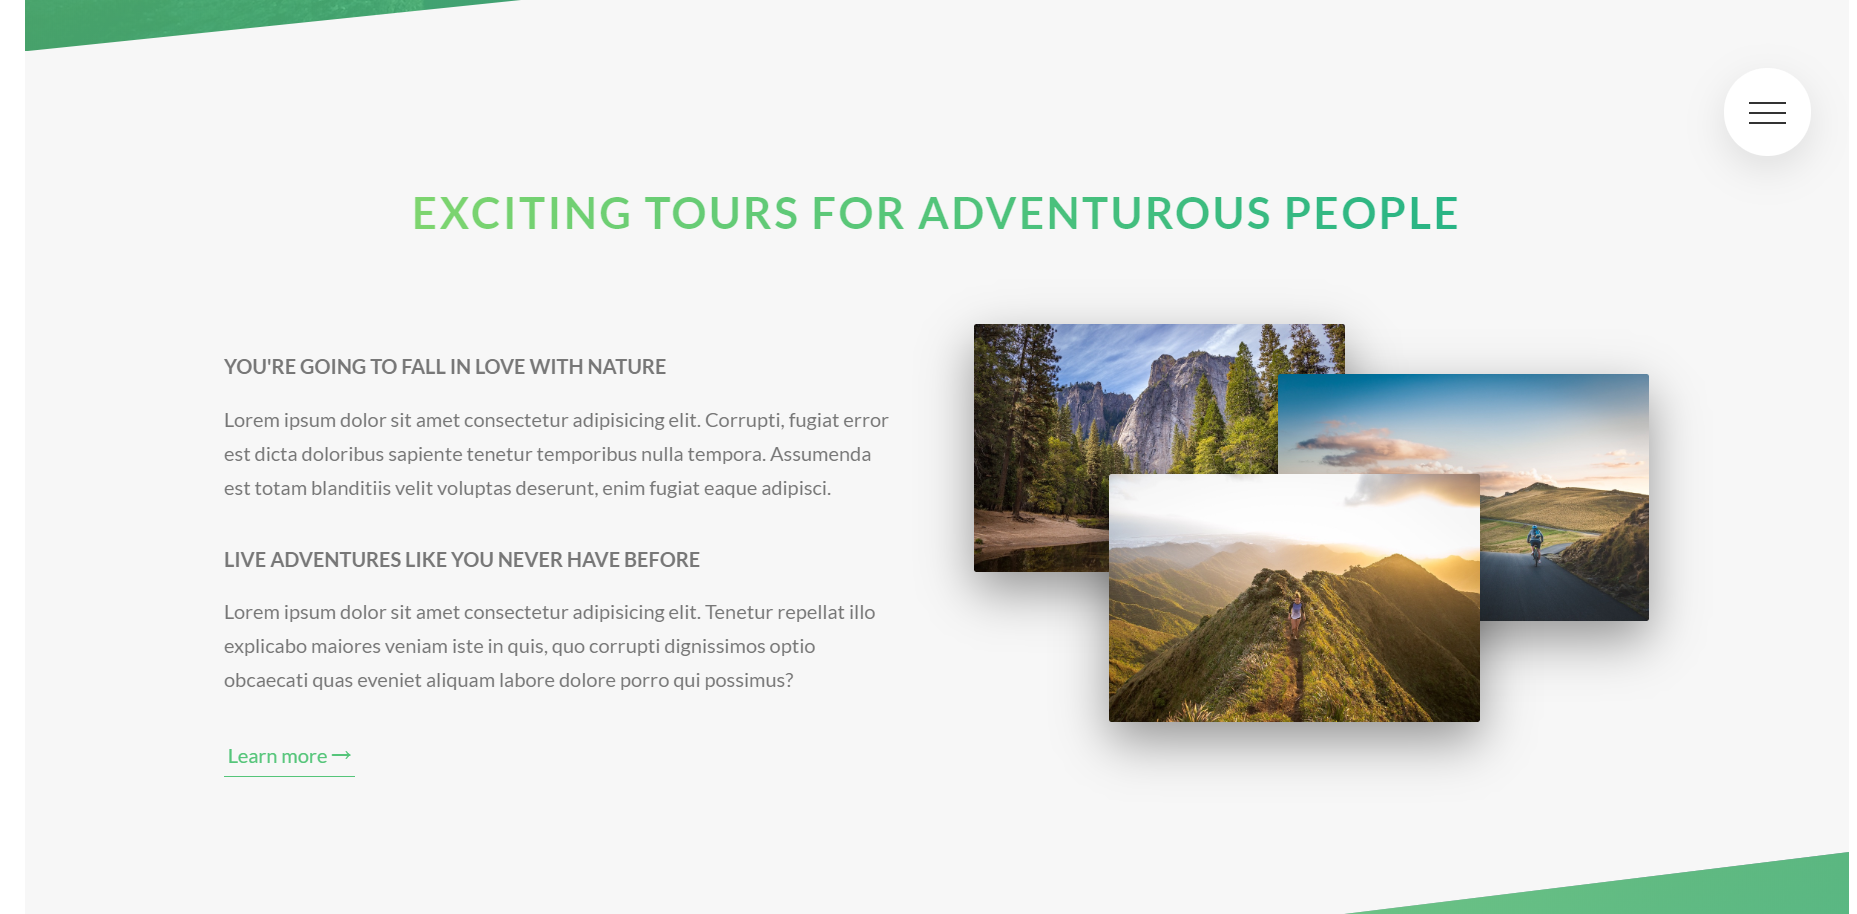 EXCITING TOURS FOR ADVENTUROUS PEOPLE
YOU'RE GOING TO FALL IN LOVE WITH NATURE
Lorem ipsum dolor sit amet consectetur adipisicing elit. Corrupti, fugiat error
est dicta doloribus sapiente tenetur temporibus nulla tempora. Assumenda
est totam blanditiis velit voluptas deserunt, enim fugiat eaque adipisci.
LIVE ADVENTURES LIKE YOU NEVER HAVE BEFORE
Lorem ipsum dolor sit amet consectetur adipisicing elit. Tenetur repellat illo
explicabo maiores veniam iste in quis, quo corrupti dignissimos optio
obcaecati quas eveniet aliquam labore dolore porro qui possimus?
Learn more →